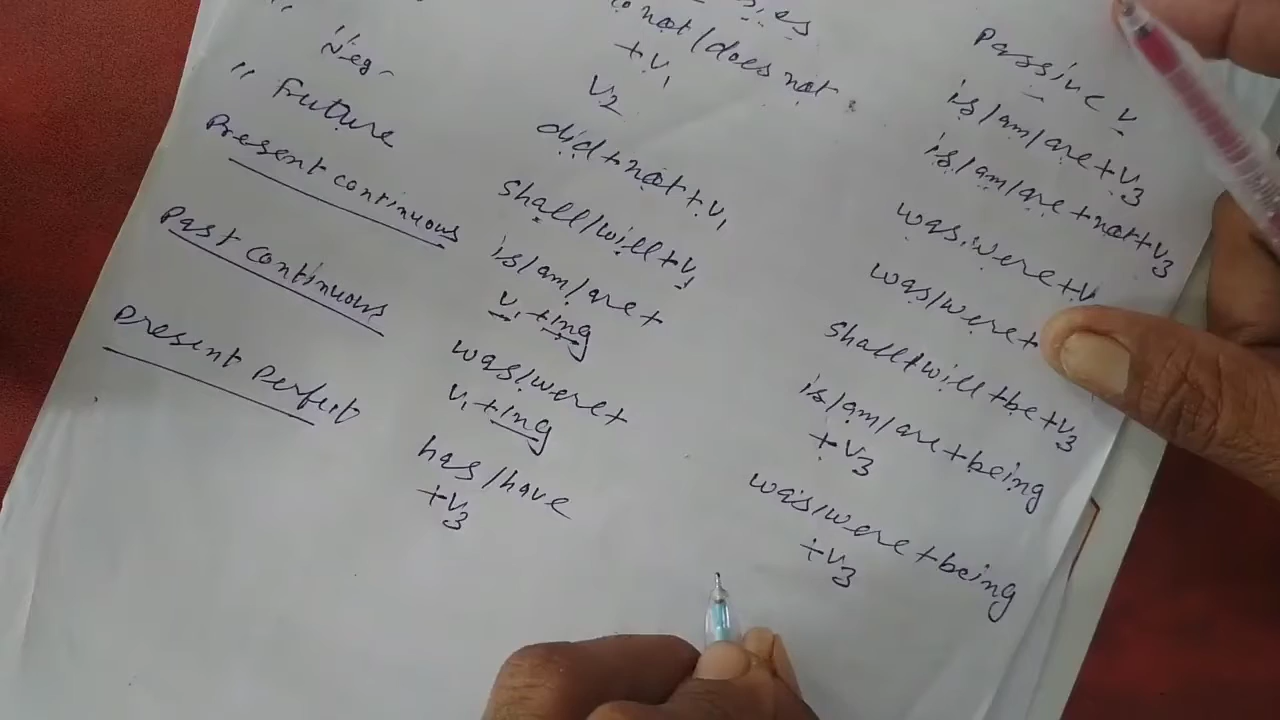 Neg-
" Future
Present continuous
Past continuous
Present Perfect
not/does not
+V1
V2
did+not+V1
shall/will+V1
is/am/are+
V1+ing
was/were+
V1+ing
has/have
+V3
Passive V
is/am/are+V3
is/am/are+not+V3
was.were+V
was/were+
Shall+will+be+V3
is/am/are+being
+V3
was/were+being
+V3